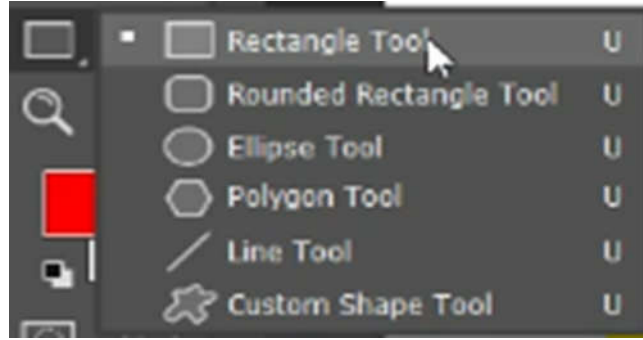 Rectangle Tool U
Rounded Rectangle Tool U
Ellipse Tool U
Polygon Tool U
Line Tool U
Custom Shape Tool U